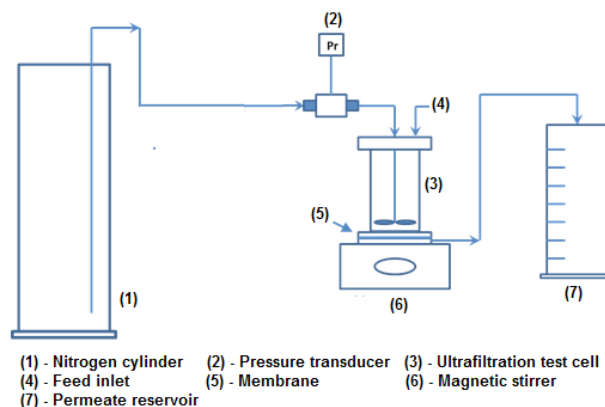 (2)
Pr
(4)
(3)
(5)
(1)
(6)
(7)
(1) - Nitrogen cylinder (2) - Pressure transducer (3) - Ultrafiltration test cell
(4) - Feed inlet (5) - Membrane (6) - Magnetic stirrer
(7) - Permeate reservoir